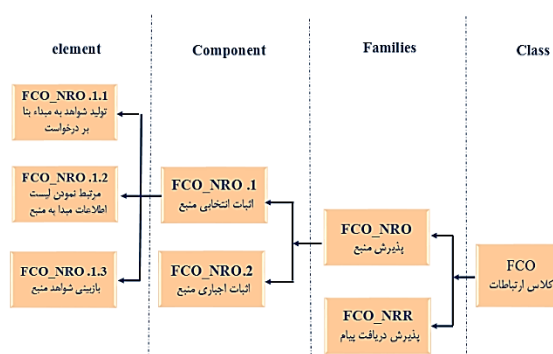 element
Component
Families
Class
FCO_NRO .1.1
تولید شواهد به مبداء بنا
بر درخواست
FCO_NRO .1.2
مرتبط نمودن لیست
اطلاعات مبدا به منبع
FCO_NRO.1.3
بازبینی شواهد منبع
FCO_NRO .1
اثبات انتخابی منبع
FCO_NRO.2
اثبات اجباری منبع
FCO_NRO
پذیرش منبع
FCO_NRR
پذیرش دریافت پیام
FCO
کلاس ارتباطات